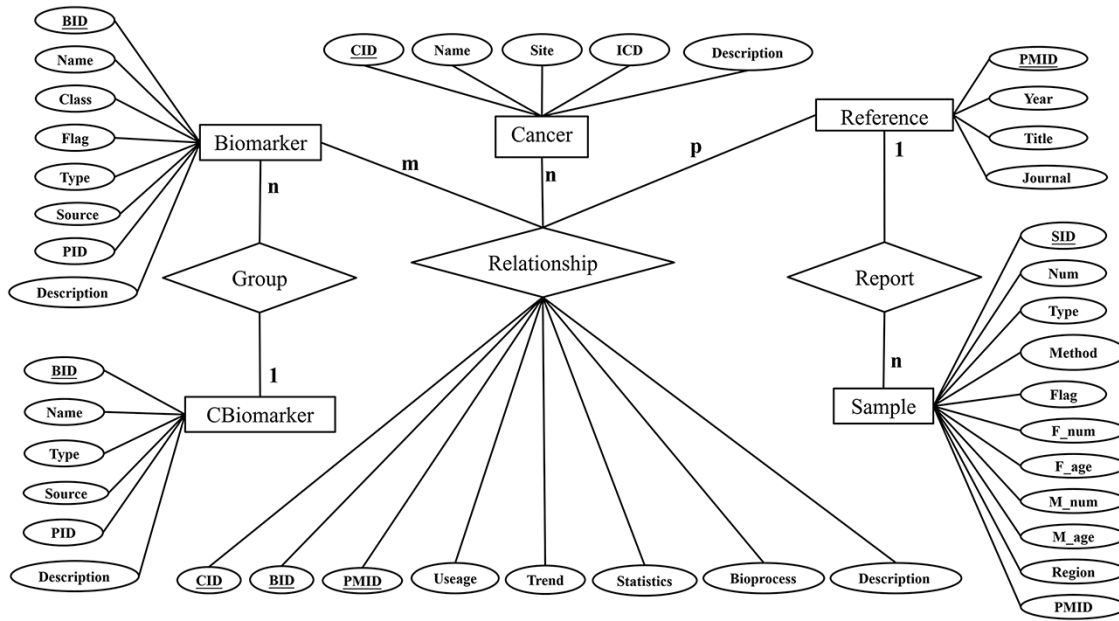 BID
Name
Class
Flag
Type
Source
PID
Description
Biomarker
CID
Name
Site
ICD
Description
Cancer
Reference
PMID
Year
Title
Journal
m
n
p
n
1
Group
Relationship
Report
1
n
CBiomarker
BID
Name
Type
Source
PID
Description
Sample
SID
Num
Type
Method
Flag
F_num
F_age
M_num
M_age
Region
PMID
CID
BID
PMID
Useage
Trend
Statistics
Bioprocess
Description